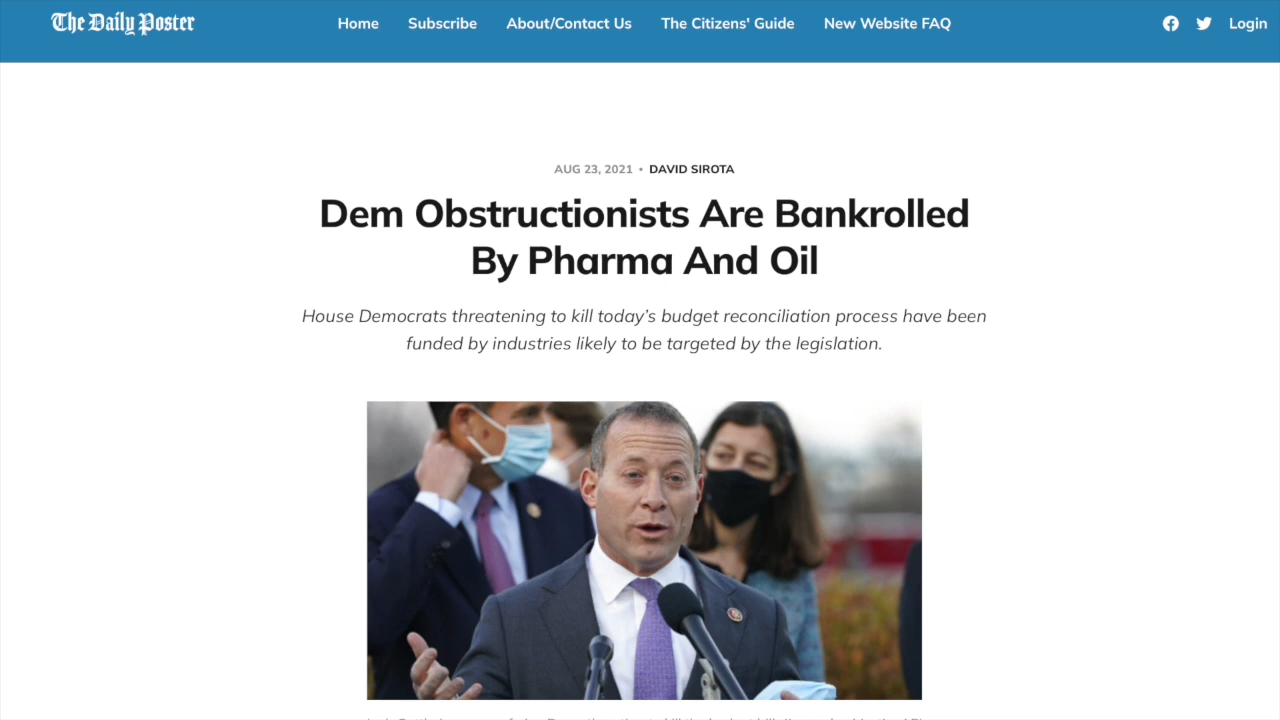 The Daily Poster
Home Subscribe About/Contact Us The Citizens' Guide New Website FAQ
Login
AUG 23, 2021 • DAVID SIROTA
Dem Obstructionists Are Bankrolled
By Pharma And Oil
House Democrats threatening to kill today’s budget reconciliation process have been
funded by industries likely to be targeted by the legislation.